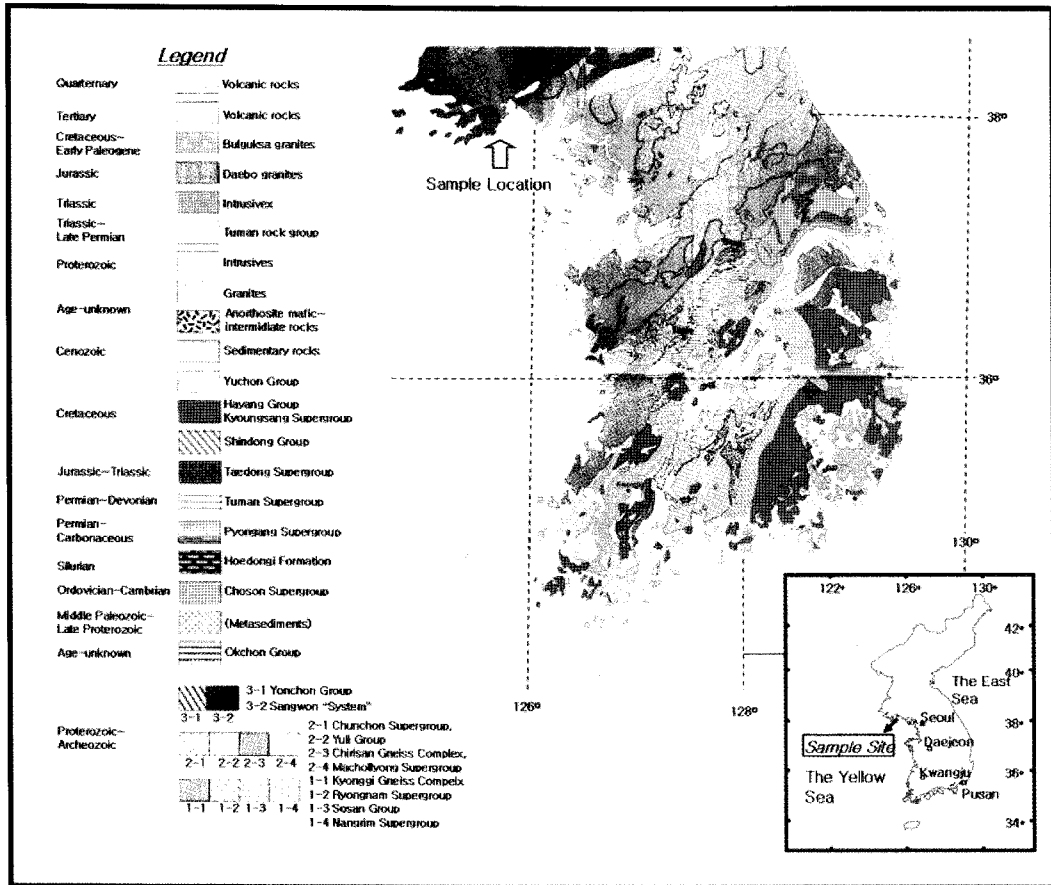 Legend
Quaternary
Volcanic rocks
Tertiary
Volcanic rocks
Cretaceous~
Early Paleogene
Bulguksa granites
Jurassic
Daebo granites
Triassic
Intrusivex
Triassic~
Late Permian
Tuman rock group
Proterozoic
Intrusives
Granites
Age-unknown
Anorthosite mafic~
intermidiate rocks
Cenozoic
Sedimentary rocks
Yuchon Group
Cretaceous
Hayang Group
Kyoungsang Supergroup
Shindong Group
Jurassic~Triassic
Taedong Supergroup
Permian~Devonian
Tuman Supergroup
Permian~
Carbonaceous
Pyongang Supergroup
Silurian
Hoedongi Formation
Ordovician~Cambrian
Choson Supergroup
Middle Paleozoic~
Late Proterozoic
(Metasediments)
Age-unknown
Okchon Group
3-1 Yonchon Group
3-2 Sangwon "System"
3-1 3-2
Proterozoic~
Archeozoic
2-1 Chunchon Supergroup,
2-2 Yuli Group
2-3 Chirisan Gneiss Complex,
2-4 Machollyong Supergroup
2-1 2-2 2-3 2-4
1-1 Kyonggi Gneiss Compelx
1-2 Ryongnam Supergroup
1-3 Sosan Group
1-4 Nangrim Supergroup
1-1 1-2 1-3 1-4
Sample Location
38°
36°
130°
126°
128°
122° 126° 130°
42°
40°
38°
36°
34°
The East
Sea
Seoul
Sample Site
Daejeon
The Yellow
Sea
Kwangju
Pusan